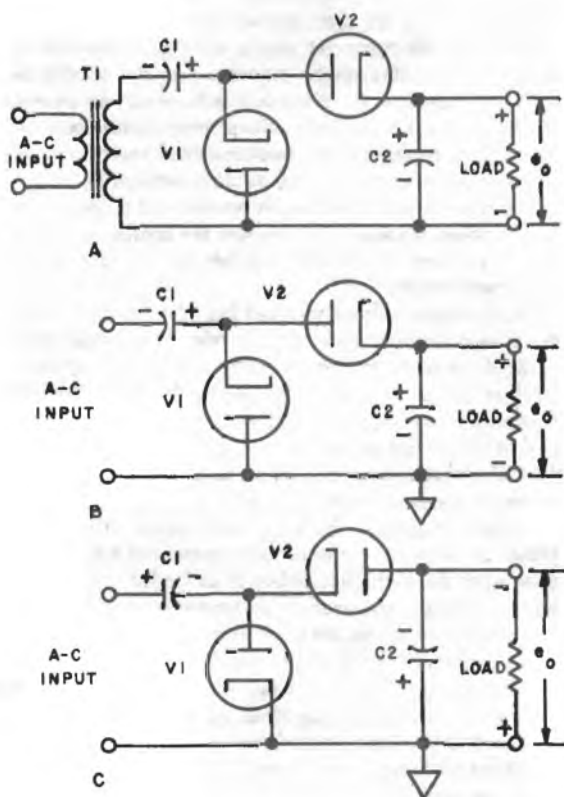 C1
V2
- +
T1
A-C
INPUT
V1
+
C2
-
LOAD
+
-
e₀
A
C1
V2
- +
A-C
INPUT
V1
+
C2
-
LOAD
+
-
e₀
B
C1
V2
+ -
A-C
INPUT
V1
-
C2
+
LOAD
-
+
e₀
C